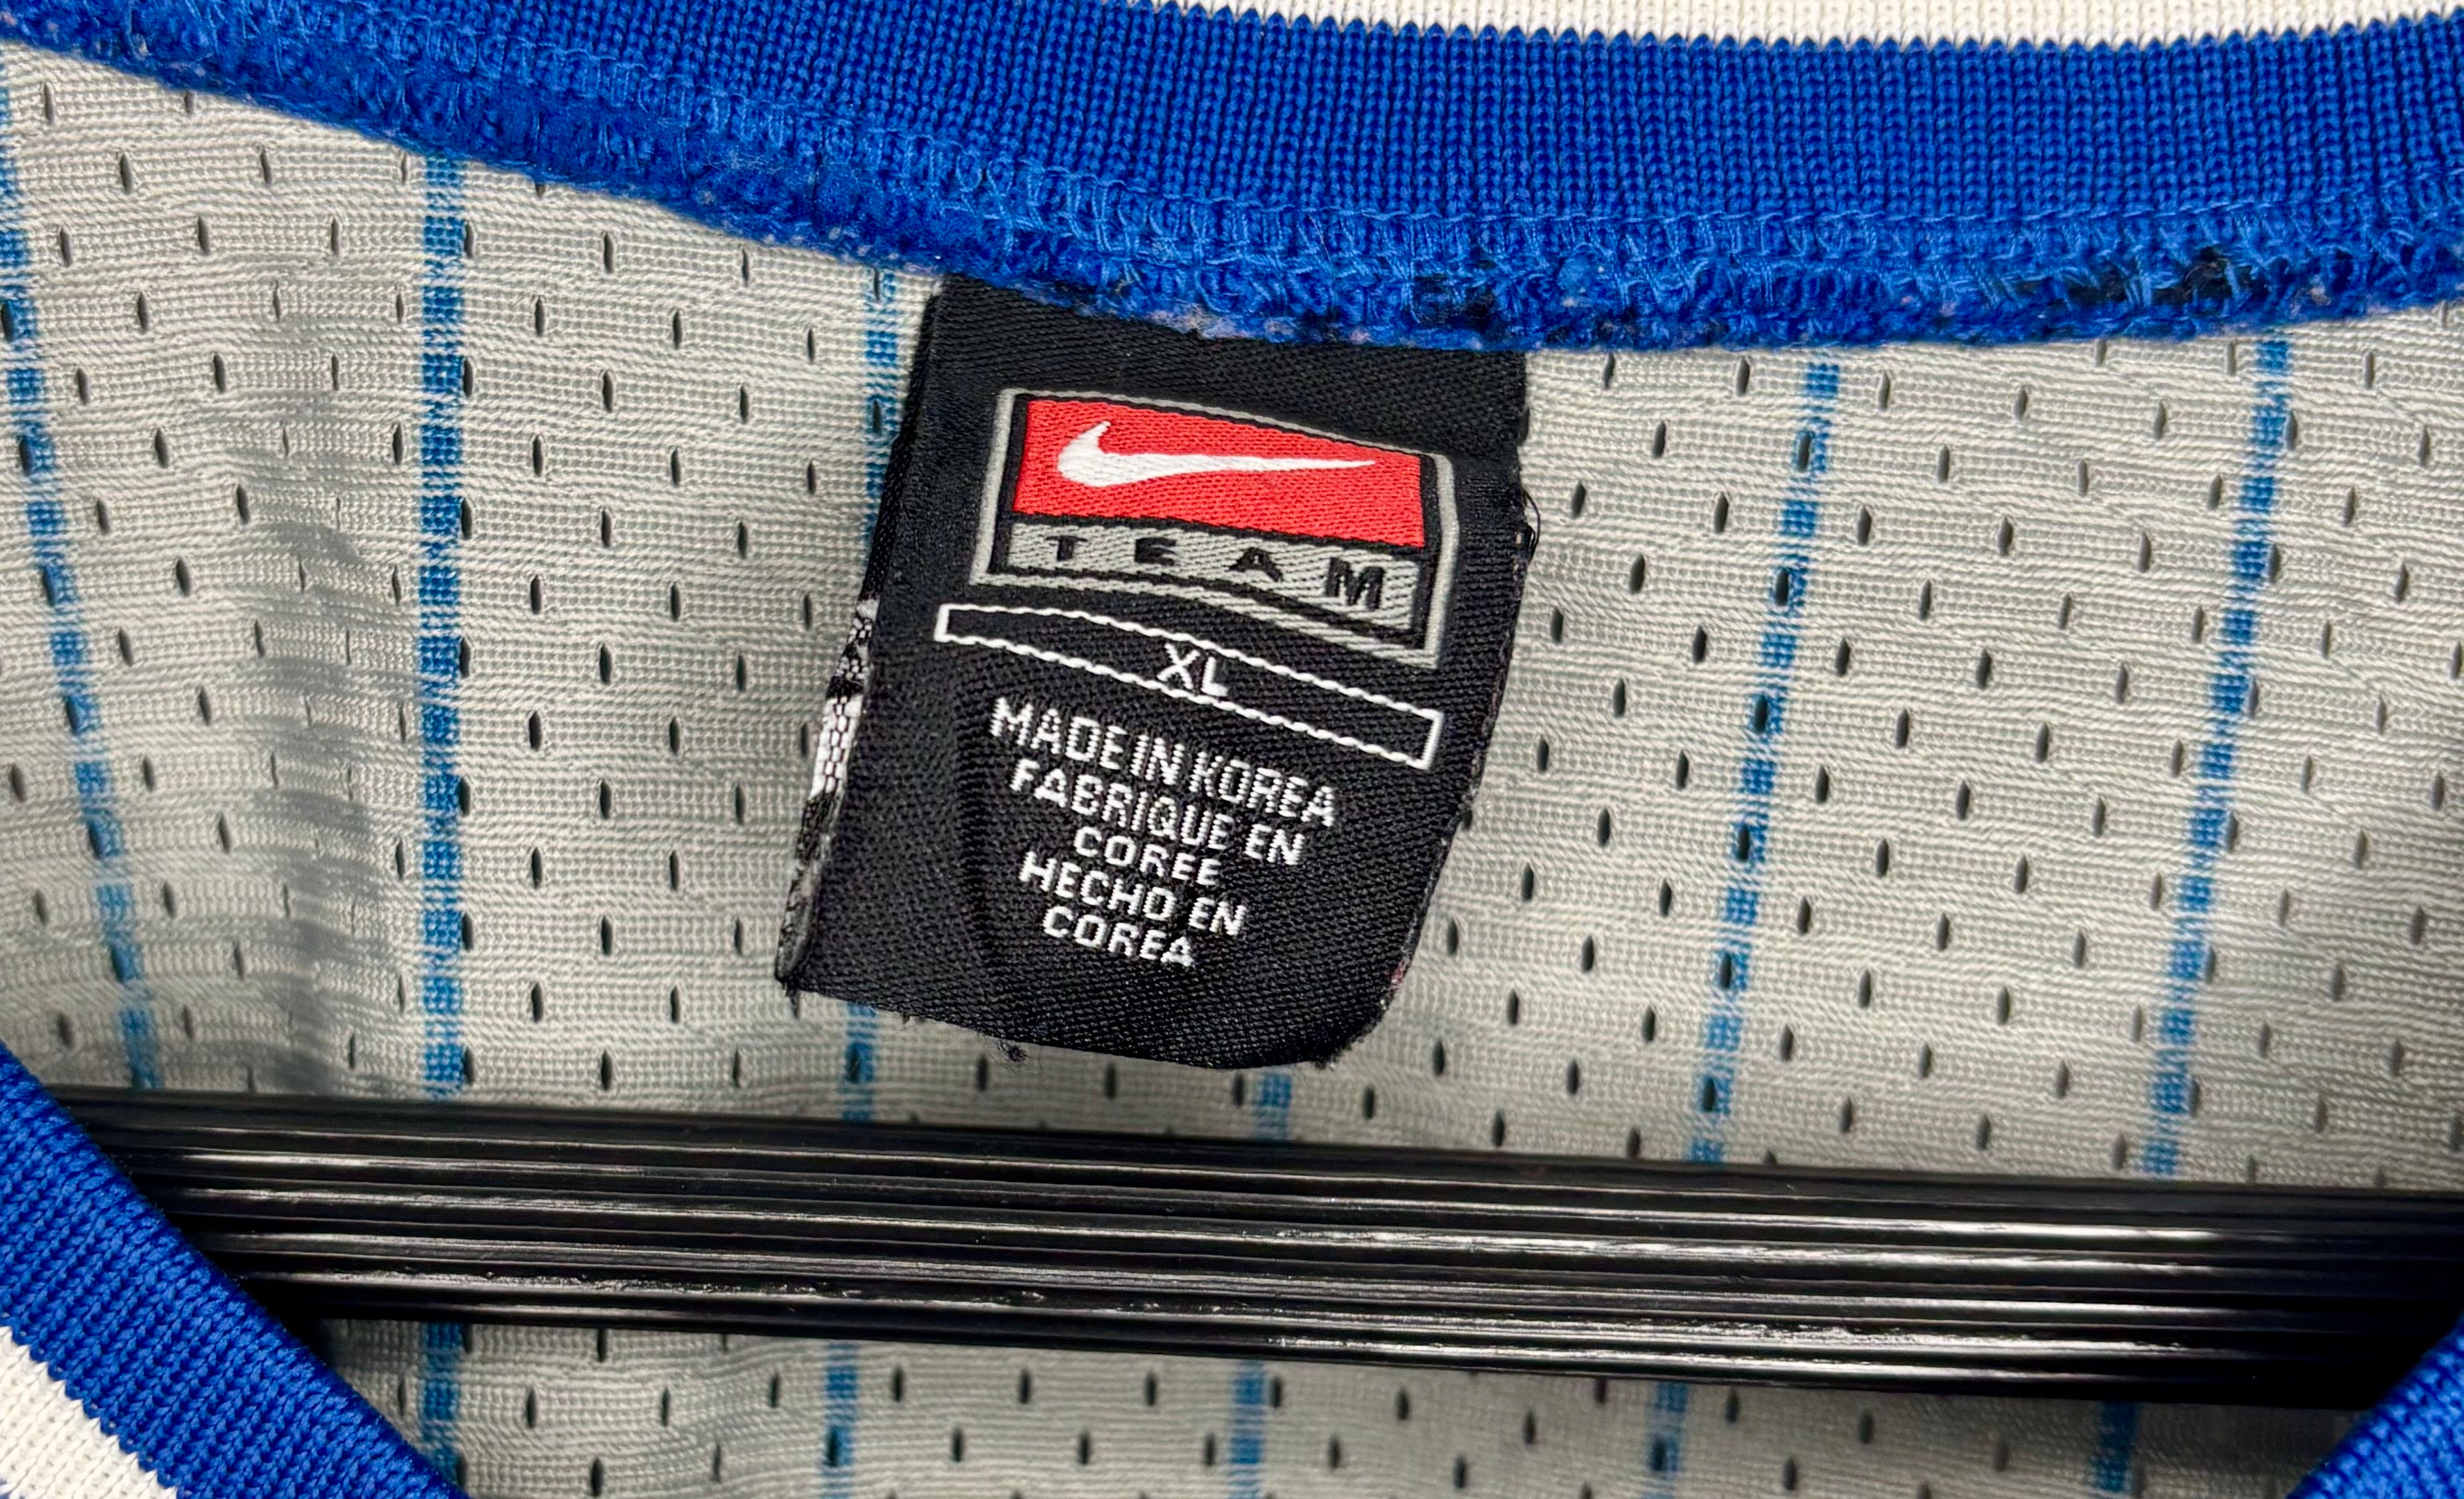 TEAM
XL
MADE IN KOREA
FABRIQUE EN
COREE
HECHO EN
COREA